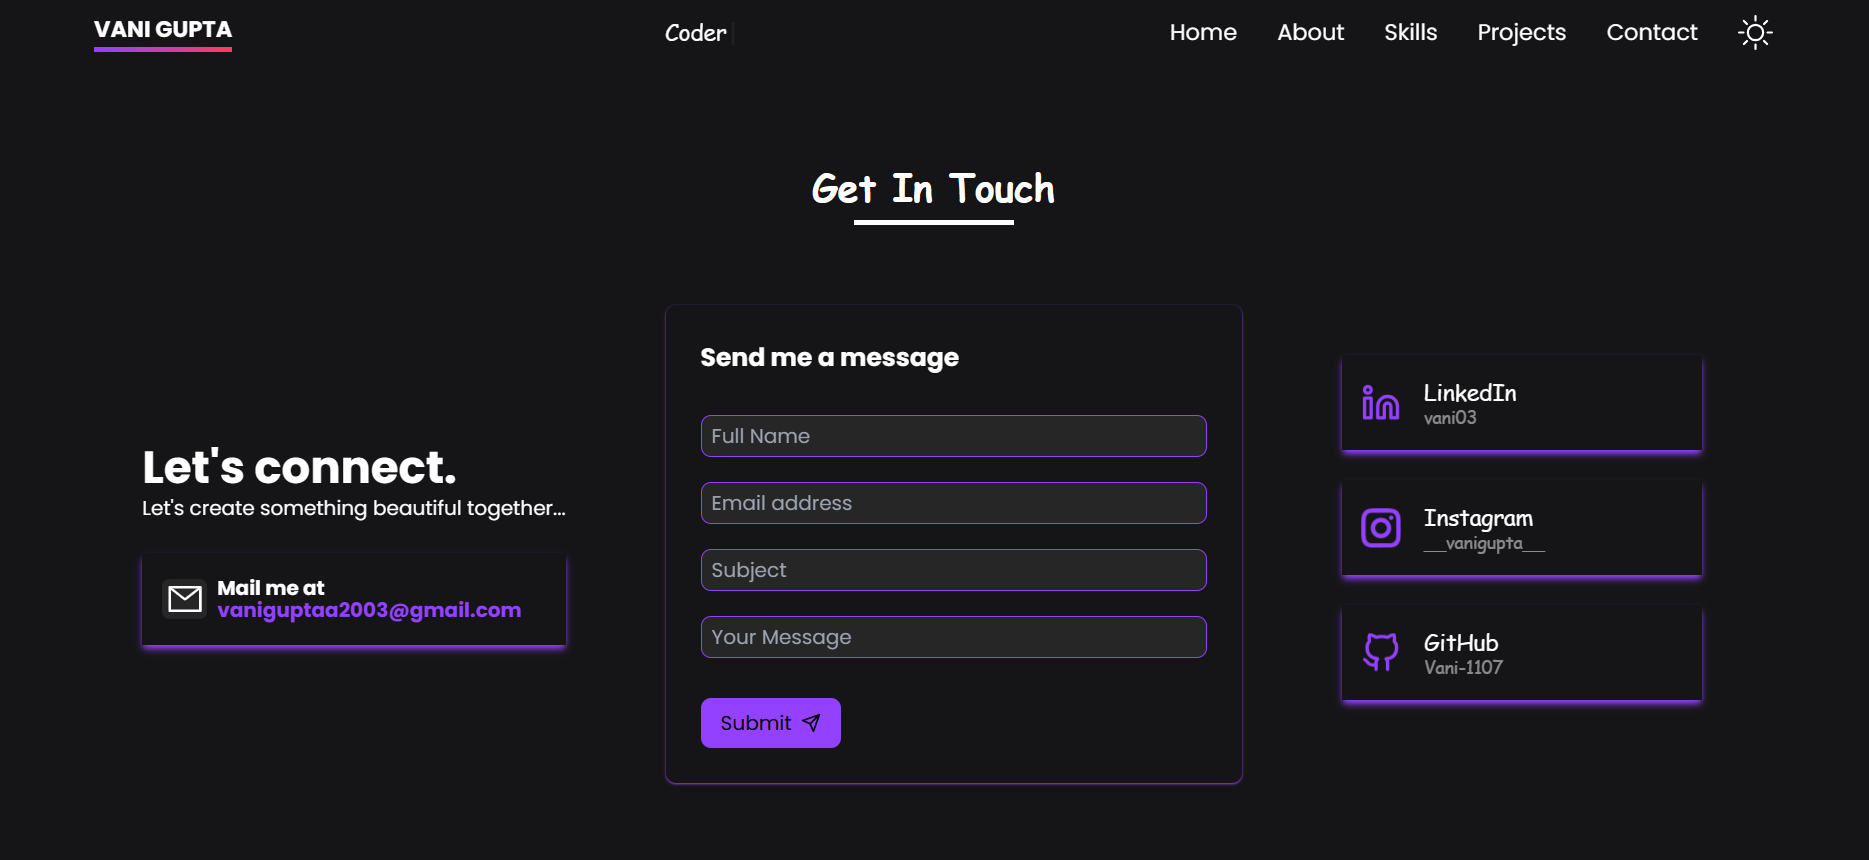 VANI GUPTA
Coder
Home About Skills Projects Contact
Get In Touch
Let's connect.
Let's create something beautiful together...
Mail me at
vaniguptaa2003@gmail.com
Send me a message
Full Name
Email address
Subject
Your Message
Submit
LinkedIn
vani03
Instagram
__vanigupta__
GitHub
Vani-1107